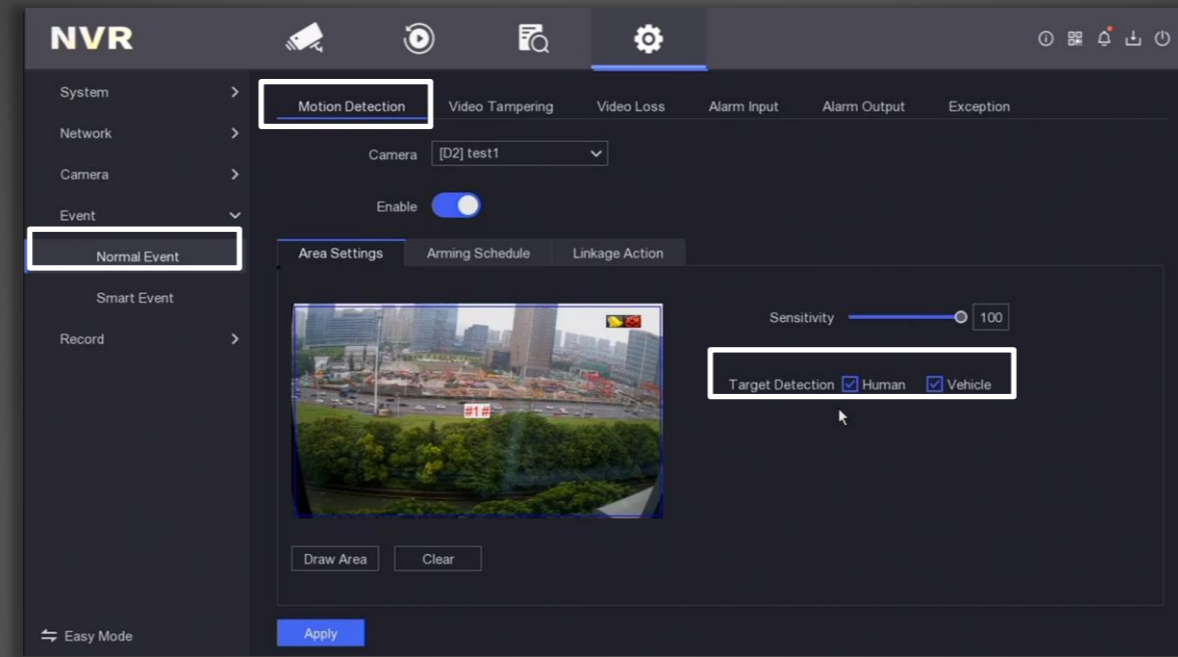 NVR
System
Network
Camera
Event
Normal Event
Smart Event
Record
Easy Mode
Motion Detection Video Tampering Video Loss Alarm Input Alarm Output Exception
Camera [D2] test1
Enable
Area Settings Arming Schedule Linkage Action
#1#
Sensitivity 100
Target Detection Human Vehicle
Draw Area Clear
Apply